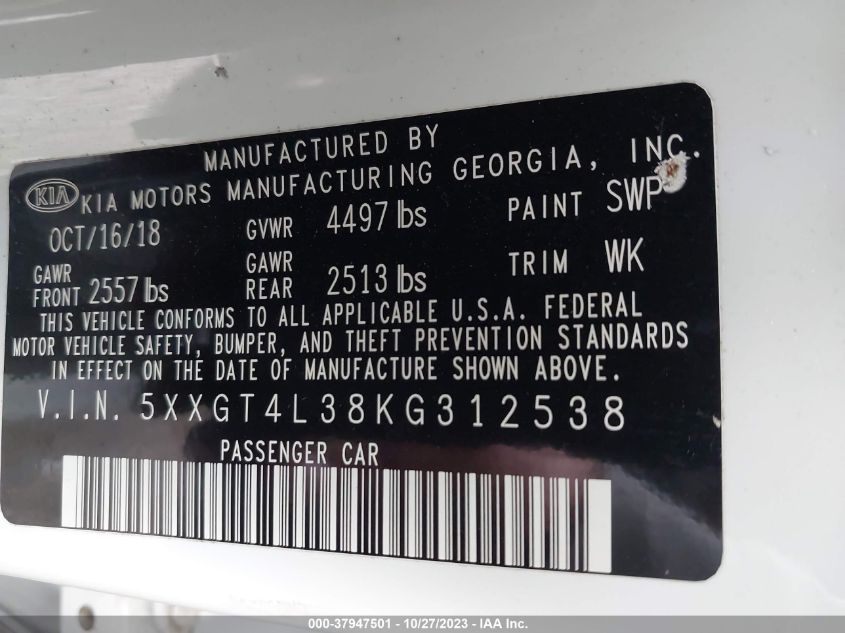 MANUFACTURED BY
KIA KIA MOTORS MANUFACTURING GEORGIA, INC.
OCT/16/18 GVWR 4497 lbs PAINT SWP
GAWR FRONT 2557 lbs GAWR REAR 2513 lbs TRIM WK
THIS VEHICLE CONFORMS TO ALL APPLICABLE U.S.A. FEDERAL
MOTOR VEHICLE SAFETY, BUMPER, AND THEFT PREVENTION STANDARDS
IN EFFECT ON THE DATE OF MANUFACTURE SHOWN ABOVE.
V.I.N. 5XXGT4L38KG312538
PASSENGER CAR
000-37947501 - 10/27/2023 - IAA Inc.